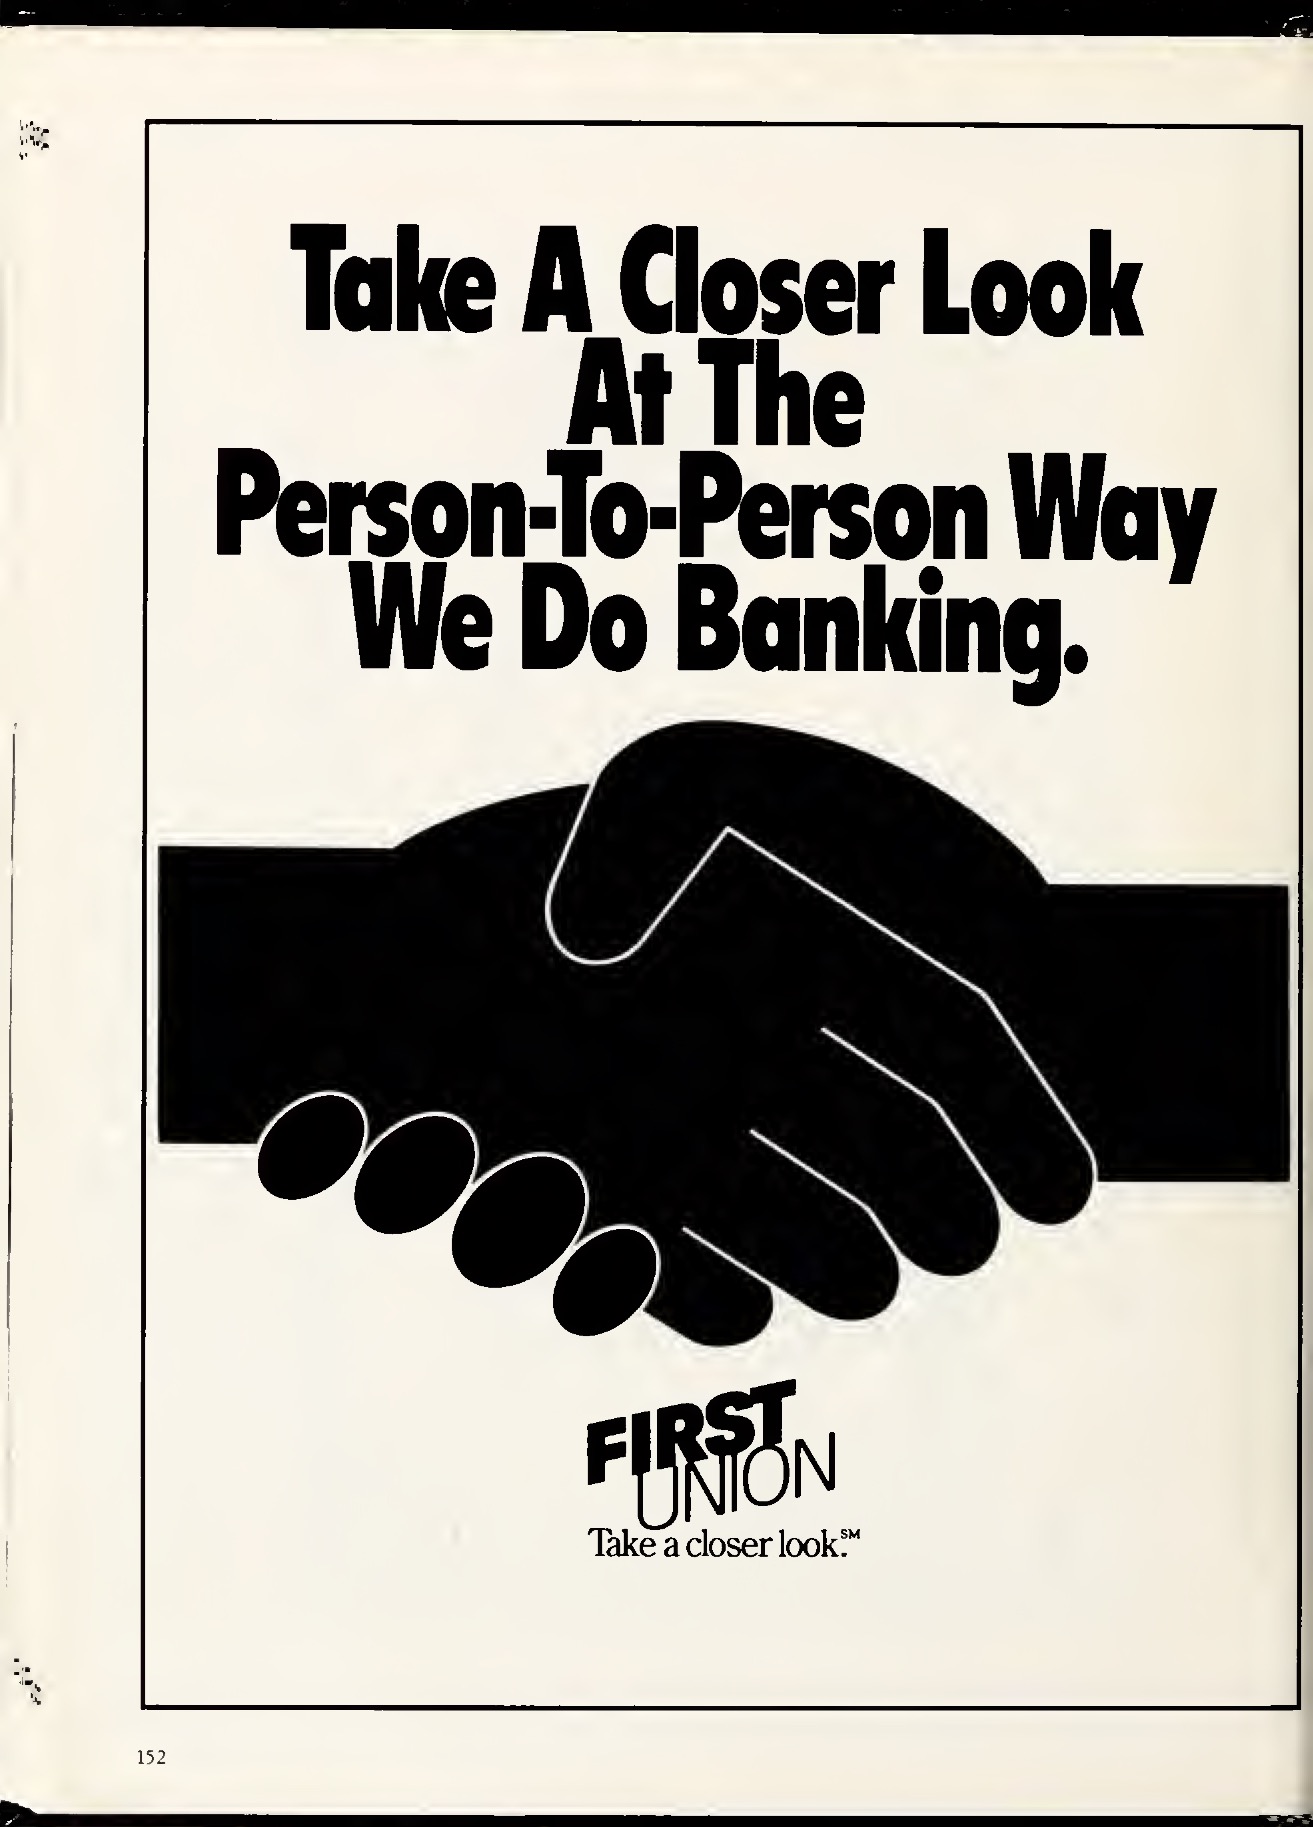 Take A Closer Look
At The
Person-To-Person Way
We Do Banking.
FIRST
UNION
Take a closer look.℠
152